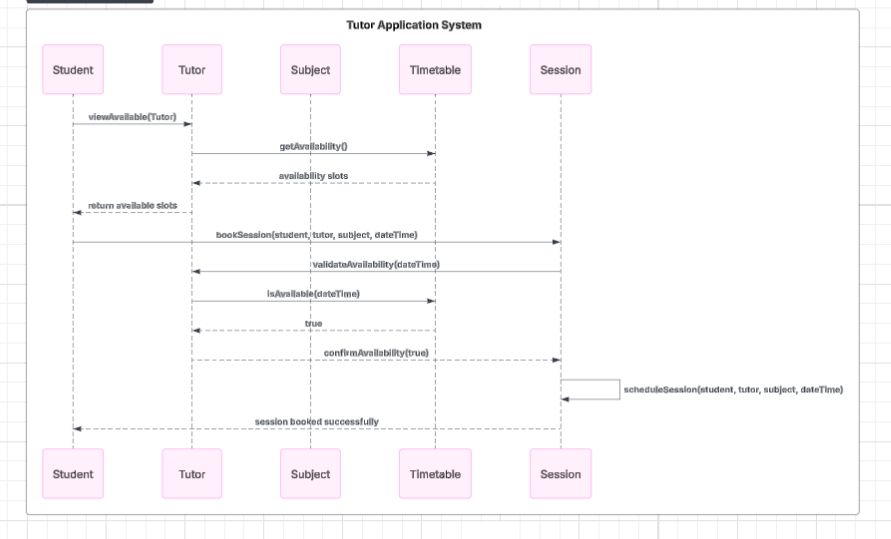 Tutor Application System
Student Tutor Subject Timetable Session
viewAvailable(Tutor)
getAvailability()
availability slots
return available slots
bookSession(student, tutor, subject, dateTime)
validateAvailability(dateTime)
isAvailable(dateTime)
true
confirmAvailability(true)
scheduleSession(student, tutor, subject, dateTime)
session booked successfully
Student Tutor Subject Timetable Session